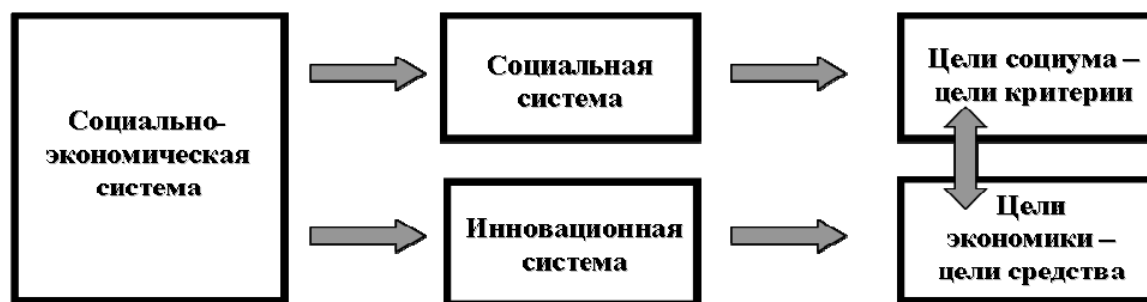 Социально-
экономическая
система
Социальная
система
Цели социума –
цели критерии
Инновационная
система
Цели
экономики –
цели средства